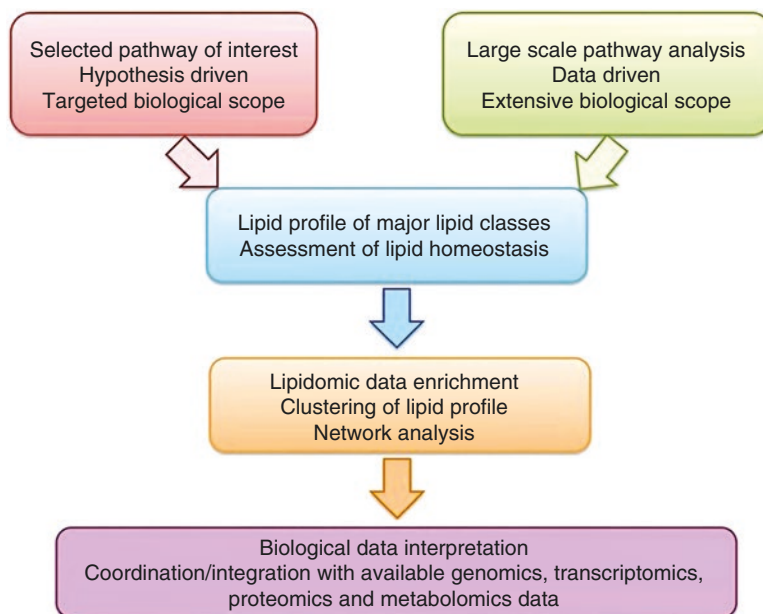 Selected pathway of interest
Hypothesis driven
Targeted biological scope
Large scale pathway analysis
Data driven
Extensive biological scope
Lipid profile of major lipid classes
Assessment of lipid homeostasis
Lipidomic data enrichment
Clustering of lipid profile
Network analysis
Biological data interpretation
Coordination/integration with available genomics, transcriptomics,
proteomics and metabolomics data